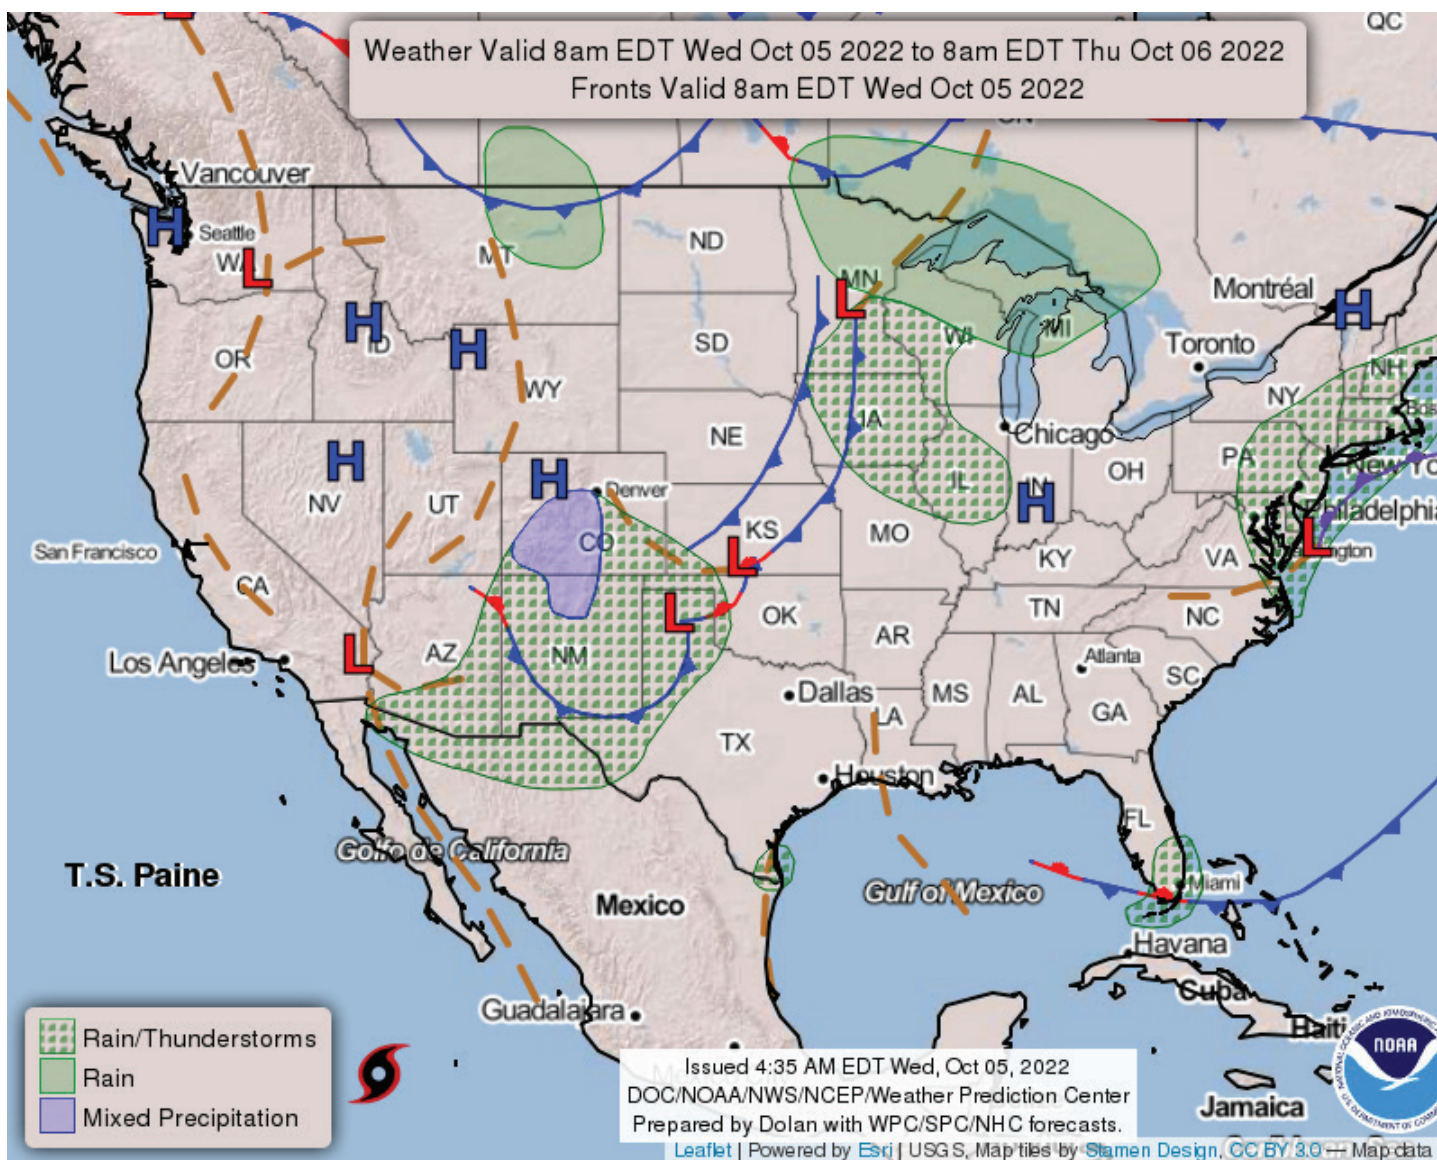 QC
Weather Valid 8am EDT Wed Oct 05 2022 to 8am EDT Thu Oct 06 2022
Fronts Valid 8am EDT Wed Oct 05 2022
ON
Vancouver
H
Seattle
WA
L
MT
ND
MN
L
Montréal
H
OR
H
ID
H
SD
WI
MI
Toronto
WY
NH
NY
NE
IA
Chicago
NV
H
UT
H
Denver
IL
IN
H
OH
PA
CO
KS
L
MO
Philadelphia
L
San Francisco
CA
KY
VA
L
OK
TN
NC
Los Angeles
L
AZ
NM
AR
Atlanta
SC
Dallas
MS
AL
GA
LA
TX
Houston
FL
Golfo de California
T.S. Paine
Mexico
Gulf of Mexico
Miami
Havana
Cuba
Guadalajara
Haiti
NOAA
Rain/Thunderstorms
Rain
Mixed Precipitation
Issued 4:35 AM EDT Wed, Oct 05, 2022
DOC/NOAA/NWS/NCEP/Weather Prediction Center
Prepared by Dolan with WPC/SPC/NHC forecasts.
Jamaica
Leaflet | Powered by Esri | USGS, Map tiles by Stamen Design, CC BY 3.0 — Map data